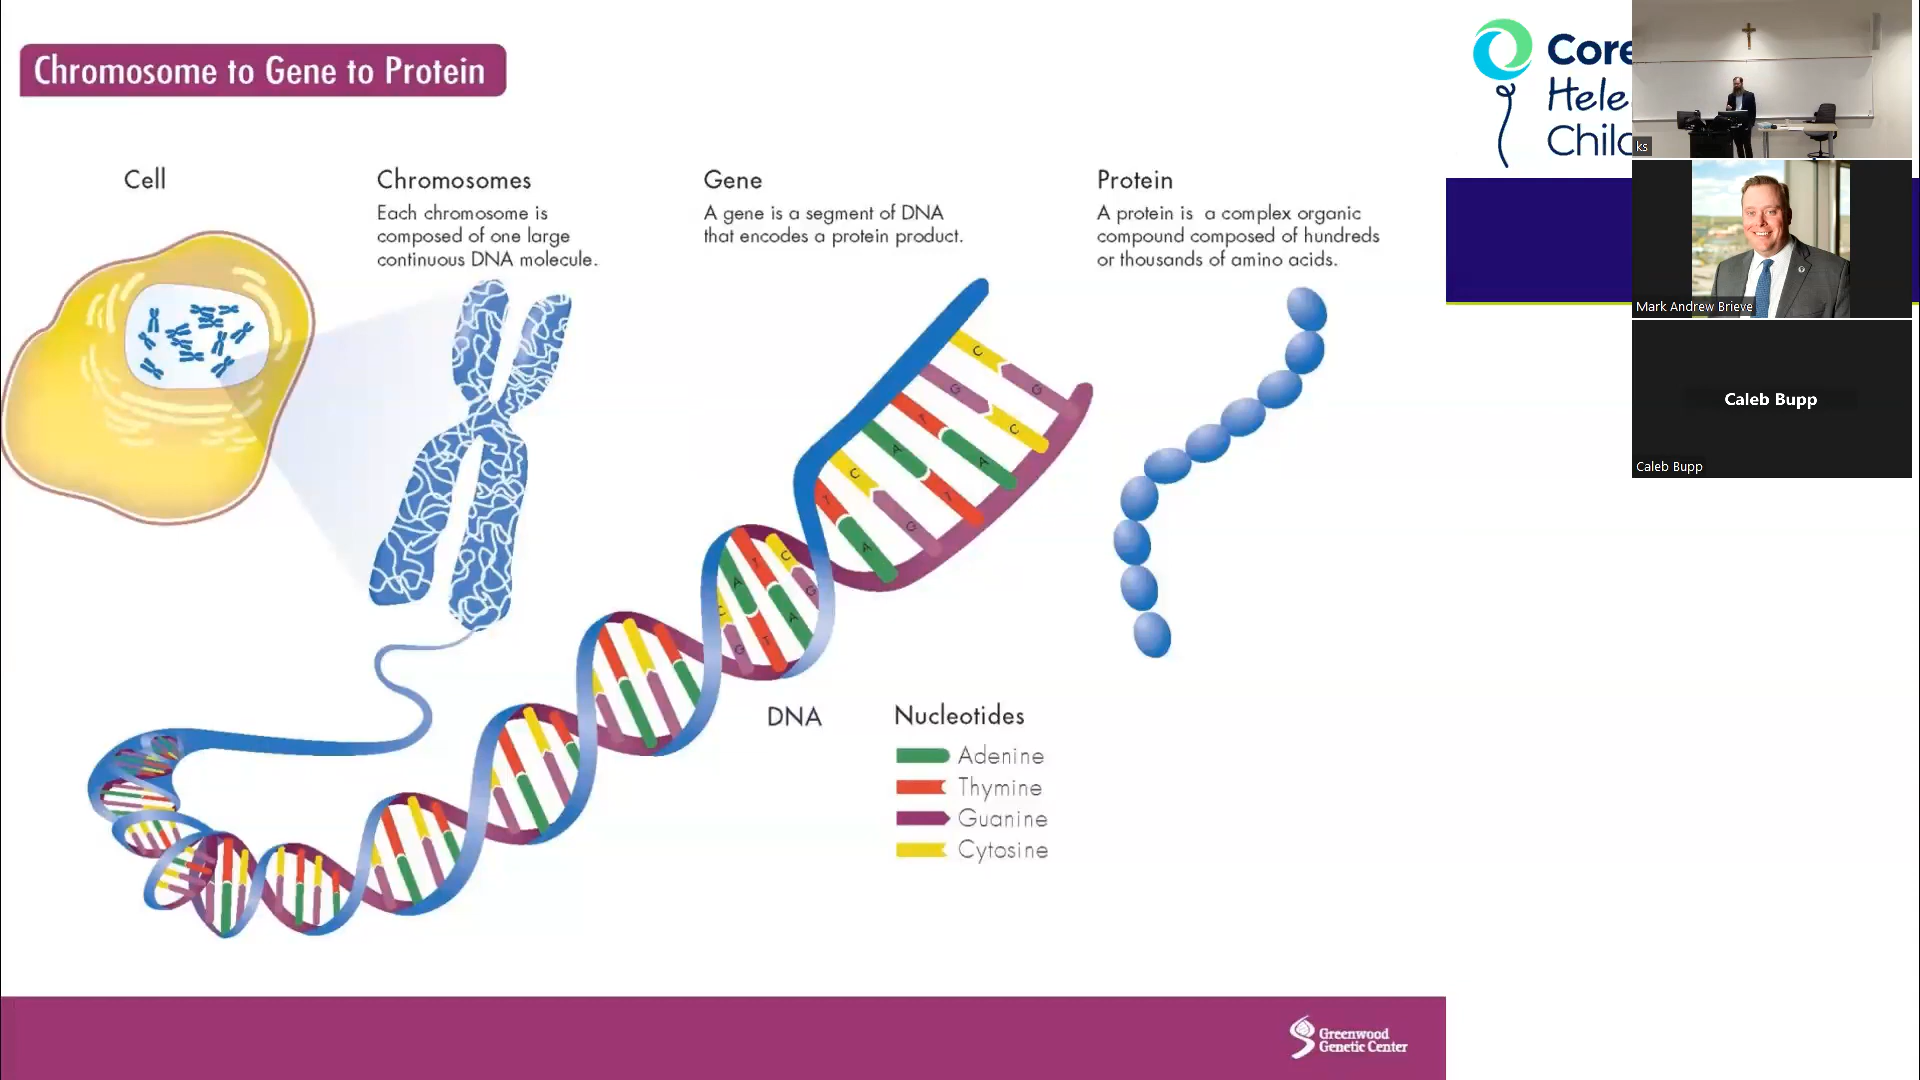 Chromosome to Gene to Protein
Cell
Chromosomes
Each chromosome is
composed of one large
continuous DNA molecule.
Gene
A gene is a segment of DNA
that encodes a protein product.
Protein
A protein is a complex organic
compound composed of hundreds
or thousands of amino acids.
C
G
G
C
T
A
A
T
C
G
T
A
C
G
A
T
T
A
C
G
DNA
Nucleotides
Adenine
Thymine
Guanine
Cytosine
Greenwood
Genetic Center
Core
Hele
Chil
ks
Mark Andrew Brieve
Caleb Bupp
Caleb Bupp